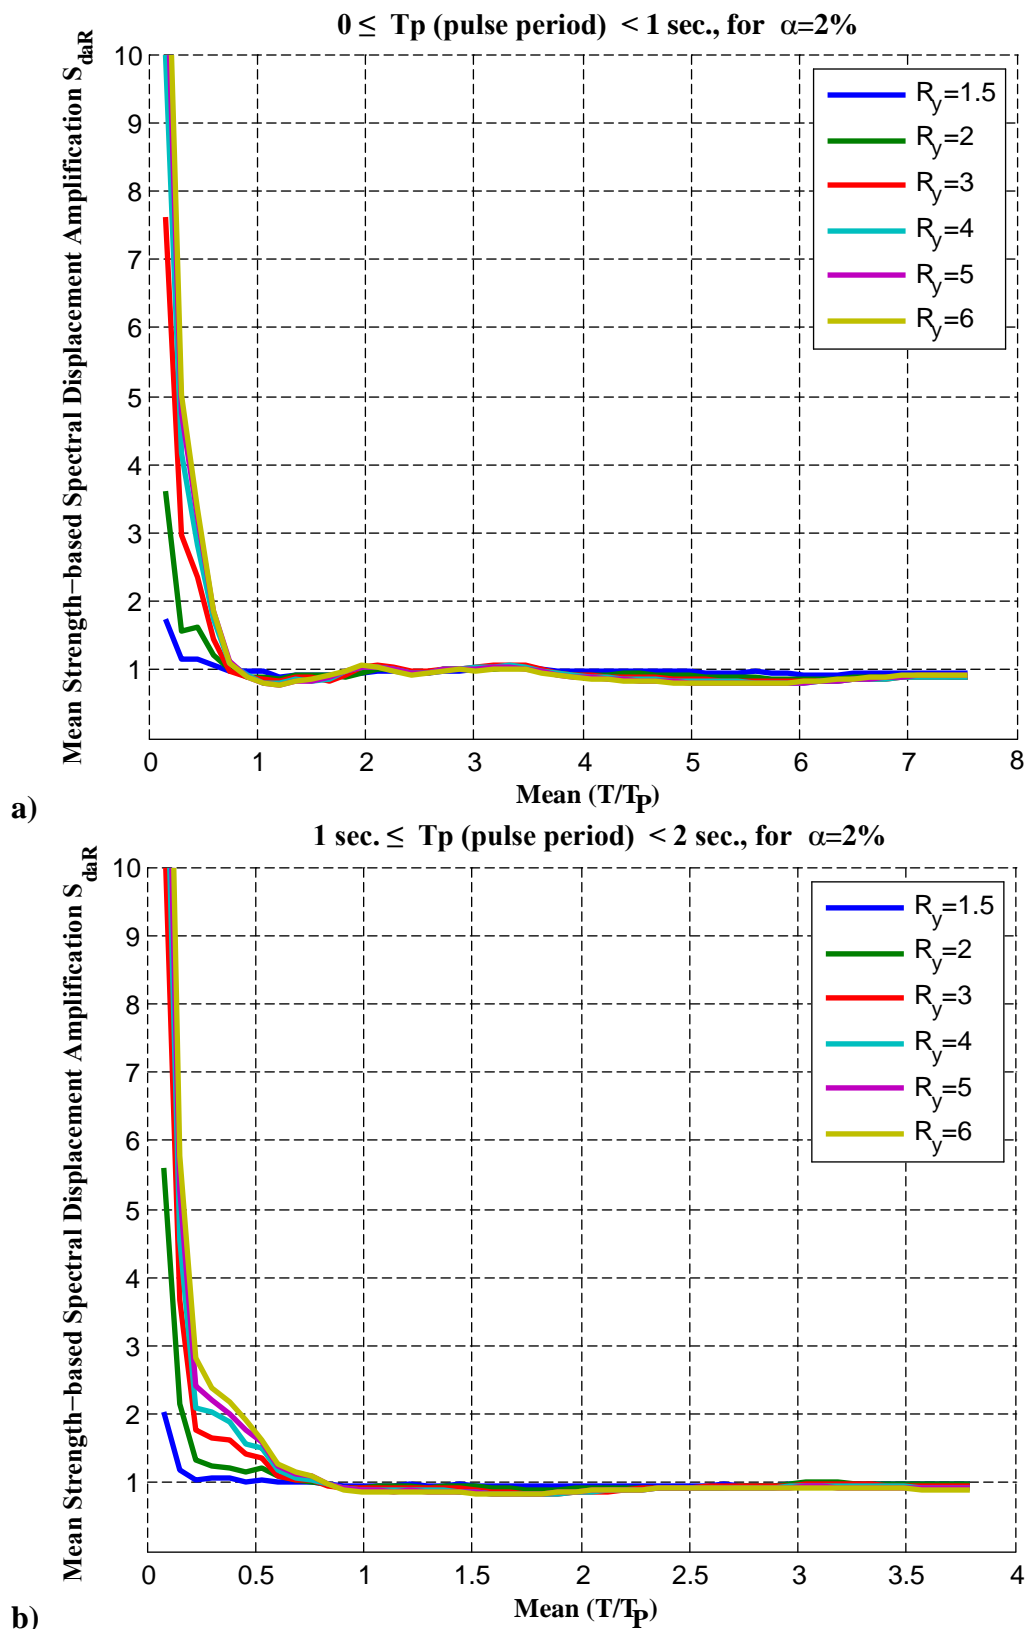 0 ≤ Tp (pulse period) < 1 sec., for α=2%
Mean Strength−based Spectral Displacement Amplification S_daR
10
9
8
7
6
5
4
3
2
1
R_y=1.5
R_y=2
R_y=3
R_y=4
R_y=5
R_y=6
0 1 2 3 4 5 6 7 8
Mean (T/T_P)
a)
1 sec. ≤ Tp (pulse period) < 2 sec., for α=2%
Mean Strength−based Spectral Displacement Amplification S_daR
10
9
8
7
6
5
4
3
2
1
R_y=1.5
R_y=2
R_y=3
R_y=4
R_y=5
R_y=6
0 0.5 1 1.5 2 2.5 3 3.5 4
Mean (T/T_P)
b)